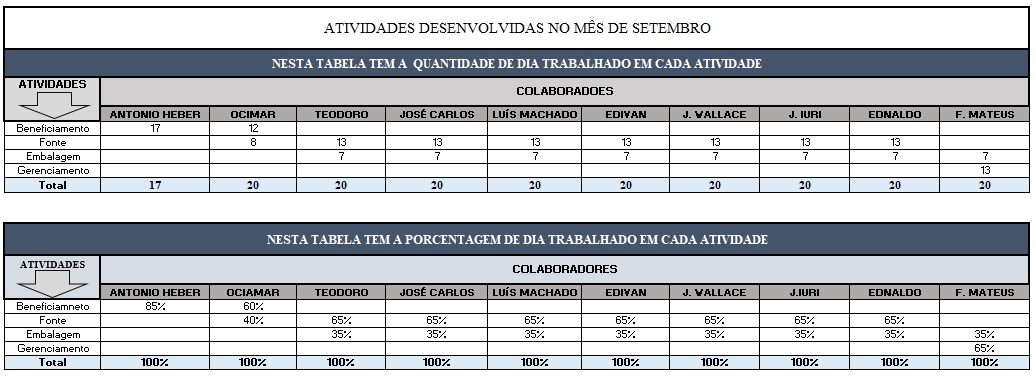 ATIVIDADES DESENVOLVIDAS NO MÊS DE SETEMBRO
NESTA TABELA TEM A QUANTIDADE DE DIA TRABALHADO EM CADA ATIVIDADE
ATIVIDADES COLABORADOES
ANTONIO HEBER OCIMAR TEODORO JOSÉ CARLOS LUÍS MACHADO EDIVAN J. WALLACE J. IURI EDNALDO F. MATEUS
Beneficiamento 17 12
Fonte 8 13 13 13 13 13 13 13
Embalagem 7 7 7 7 7 7 7 7
Gerenciamento 13
Total 17 20 20 20 20 20 20 20 20 20
NESTA TABELA TEM A PORCENTAGEM DE DIA TRABALHADO EM CADA ATIVIDADE
ATIVIDADES COLABORADORES
ANTONIO HEBER OCIAMAR TEODORO JOSÉ CARLOS LUÍS MACHADO EDIVAN J. WALLACE J.IURI EDNALDO F. MATEUS
Beneficiamneto 85% 60%
Fonte 40% 65% 65% 65% 65% 65% 65% 65%
Embalagem 35% 35% 35% 35% 35% 35% 35% 35%
Gerenciamento 65%
Total 100% 100% 100% 100% 100% 100% 100% 100% 100% 100%